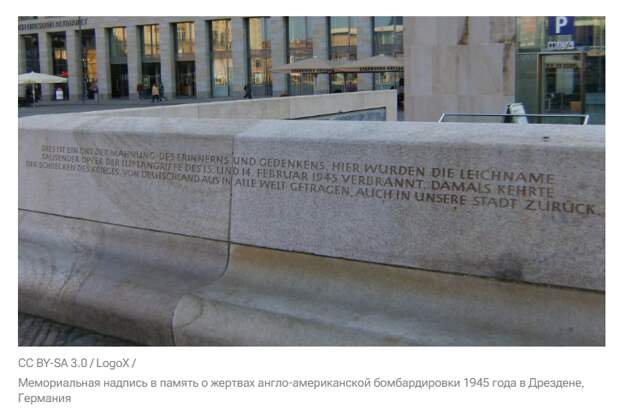 P
DIES IST EIN ORT DER MAHNUNG, DES ERINNERNS UND GEDENKENS. HIER WURDEN DIE LEICHNAME
TAUSENDER OPFER DER LUFTANGRIFFE DES 13. UND 14. FEBRUAR 1945 VERBRANNT. DAMALS KEHRTE
DER SCHRECKEN DES KRIEGES, VON DEUTSCHLAND AUS IN ALLE WELT GETRAGEN, AUCH IN UNSERE STADT ZURÜCK.
CC BY-SA 3.0 / LogoX /
Мемориальная надпись в память о жертвах англо-американской бомбардировки 1945 года в Дрездене,
Германия